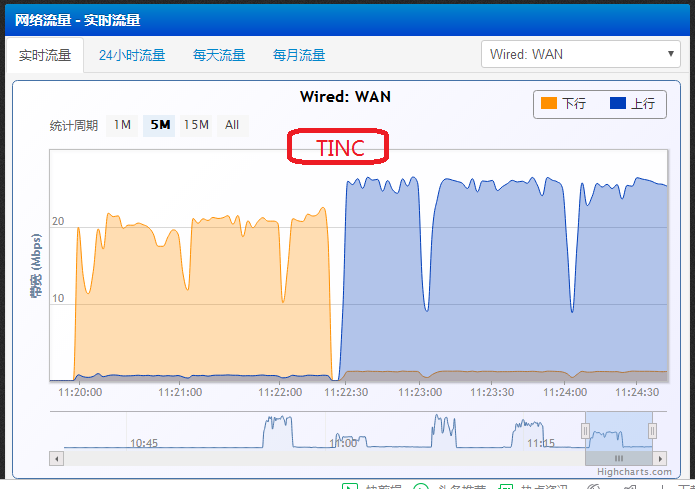 网络流量 - 实时流量
实时流量 24小时流量 每天流量 每月流量 Wired: WAN
Wired: WAN
下行 上行
统计周期 1M 5M 15M All
TINC
20
10
(Mbps)
11:20:00 11:21:00 11:22:00 11:22:30 11:23:00 11:23:30 11:24:00 11:24:30
10:45 11:00 11:15
Highcharts.com